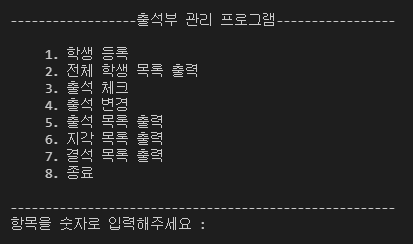 ------------------출석부 관리 프로그램-----------------
1. 학생 등록
2. 전체 학생 목록 출력
3. 출석 체크
4. 출석 변경
5. 출석 목록 출력
6. 지각 목록 출력
7. 결석 목록 출력
8. 종료
-------------------------------------------------------
항목을 숫자로 입력해주세요 :